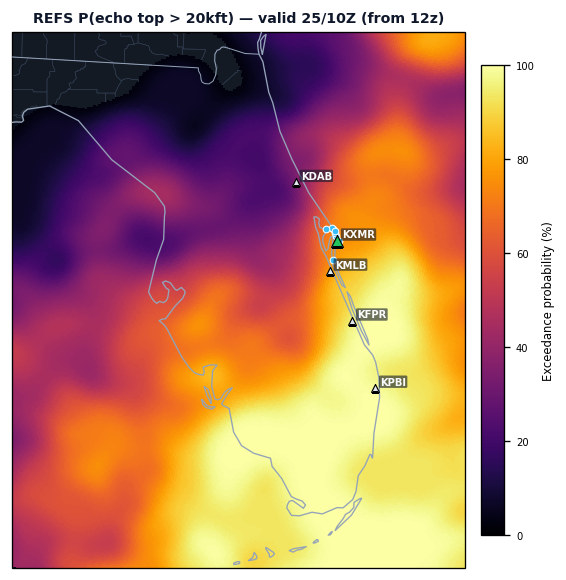 REFS P(echo top > 20kft) — valid 25/10Z (from 12z)
KDAB
KXMR
KMLB
KFPR
KPBI
100
80
60
40
20
0
Exceedance probability (%)